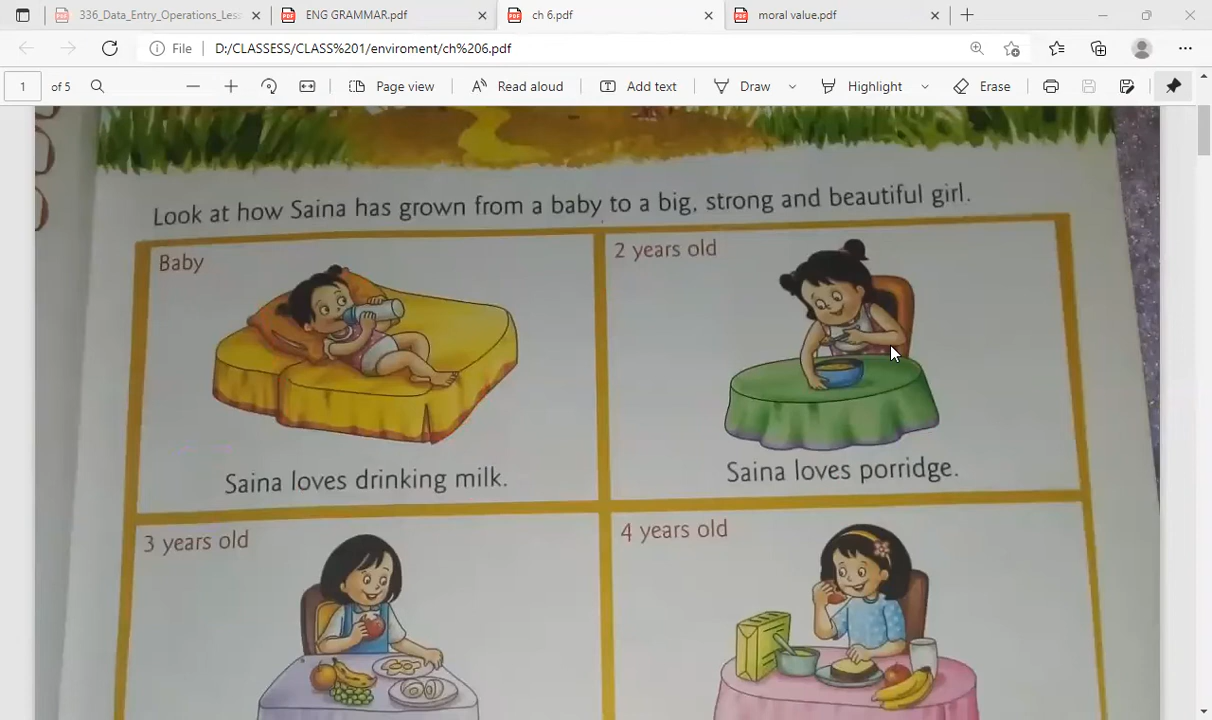 336_Data_Entry_Operations_Les
ENG GRAMMAR.pdf
ch 6.pdf
moral value.pdf
File
D:/CLASSESS/CLASS%201/enviroment/ch%206.pdf
1 of 5
Page view
Read aloud
Add text
Draw
Highlight
Erase
Look at how Saina has grown from a baby to a big, strong and beautiful girl.
Baby
2 years old
Saina loves drinking milk.
Saina loves porridge.
3 years old
4 years old